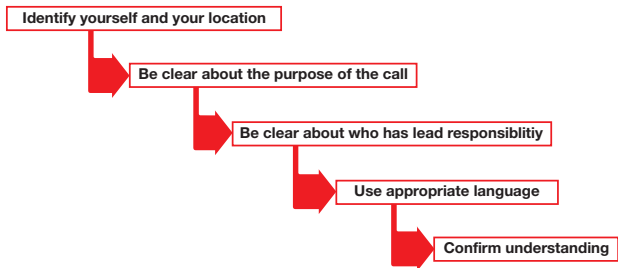 Identify yourself and your location
Be clear about the purpose of the call
Be clear about who has lead responsiblitiy
Use appropriate language
Confirm understanding